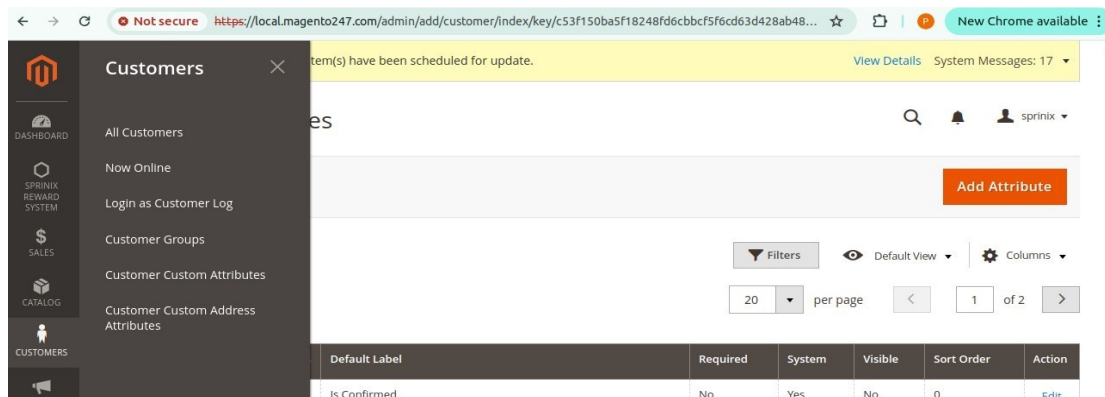 Not secure https://local.magento247.com/admin/add/customer/index/key/c53f150ba5f18248fd6cbbcf5f6cd63d428ab48... P New Chrome available
Customers
tem(s) have been scheduled for update. View Details System Messages: 17
es
sprinix
DASHBOARD
SPRINIX
REWARD
SYSTEM
$
SALES
CATALOG
CUSTOMERS
All Customers
Now Online
Login as Customer Log
Customer Groups
Customer Custom Attributes
Customer Custom Address
Attributes
Add Attribute
Filters Default View Columns
20 per page 1 of 2
Default Label Required System Visible Sort Order Action
Is Confirmed No Yes No 0 Edit